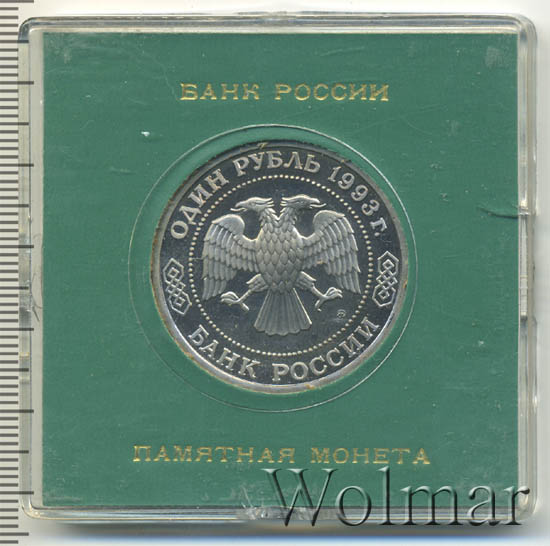 БАНК РОССИИ
ОДИН РУБЛЬ 1993 г.
БАНК РОССИИ
ПАМЯТНАЯ МОНЕТА
Wolmar